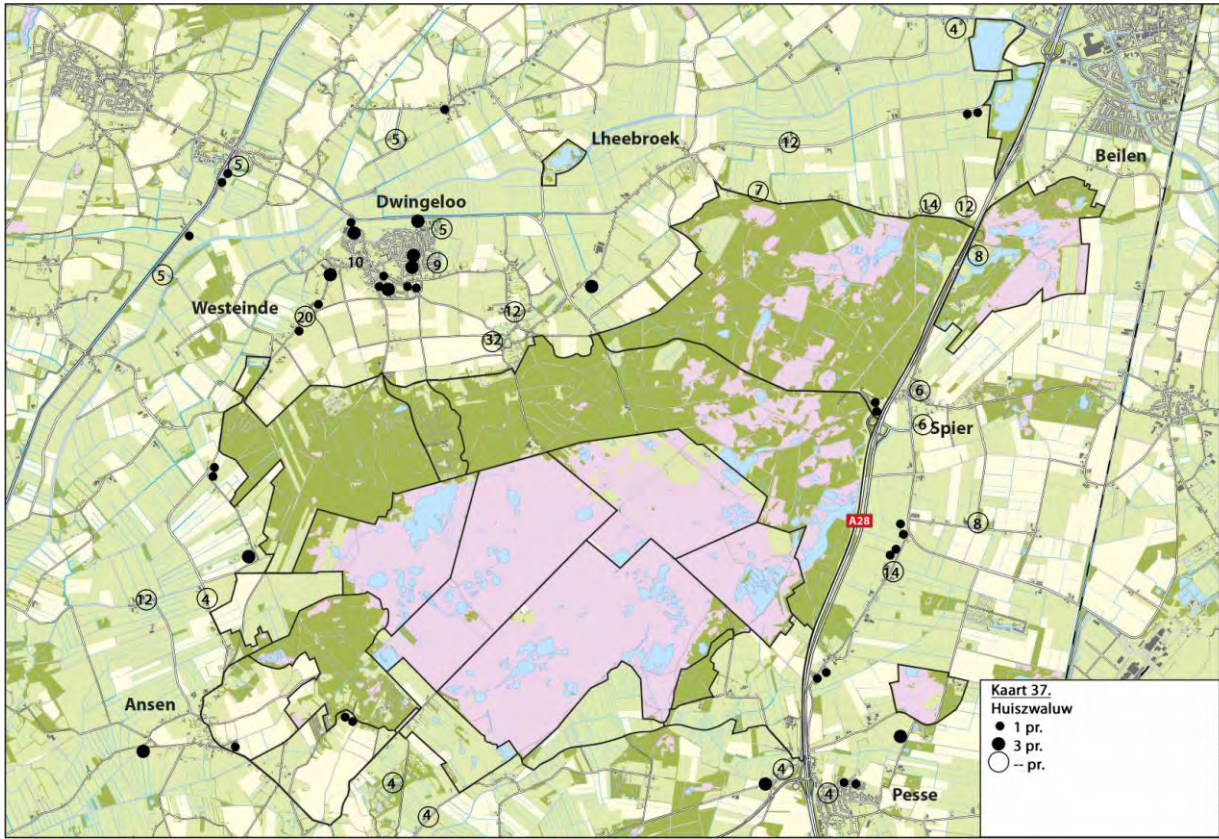 4
Beilen
5
Lheebroek
12
5
Dwingeloo
7
14
12
5
8
10
9
5
Westeinde
20
12
32
6
6
Spier
A28
8
14
12
4
Ansen
4
4
4
4
Pesse
Kaart 37.
Huiszwaluw
1 pr.
3 pr.
-- pr.